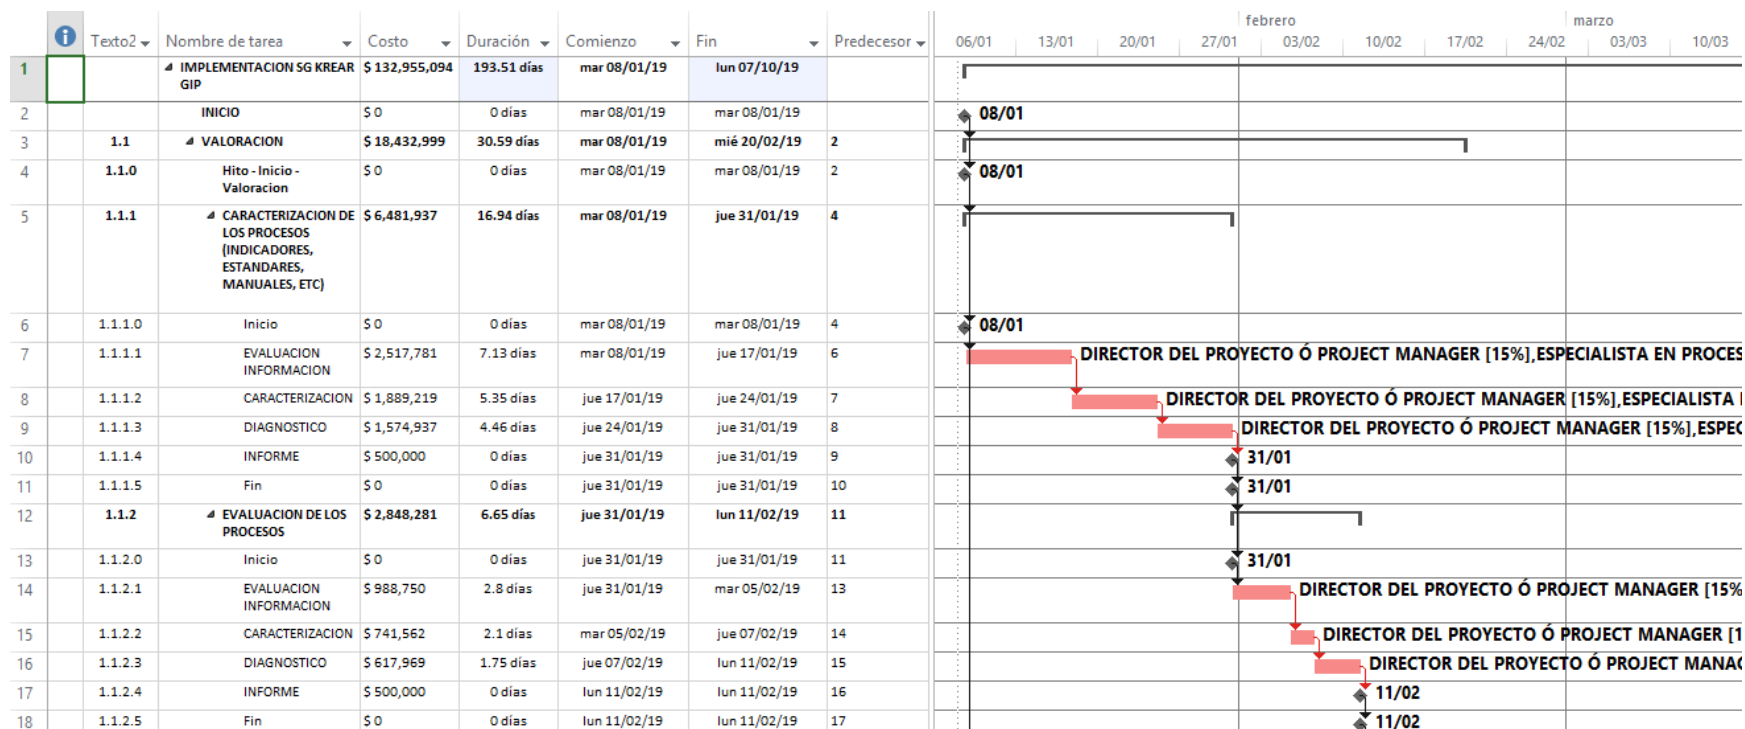 febrero marzo
Texto2 Nombre de tarea Costo Duración Comienzo Fin Predecesor 06/01 13/01 20/01 27/01 03/02 10/02 17/02 24/02 03/03 10/03
1 IMPLEMENTACION SG KREAR $ 132,955,094 193.51 días mar 08/01/19 lun 07/10/19
GIP
2 INICIO $ 0 0 días mar 08/01/19 mar 08/01/19 08/01
3 1.1 VALORACION $ 18,432,999 30.59 días mar 08/01/19 mié 20/02/19 2
4 1.1.0 Hito - Inicio - $ 0 0 días mar 08/01/19 mar 08/01/19 2 08/01
Valoracion
5 1.1.1 CARACTERIZACION DE $ 6,481,937 16.94 días mar 08/01/19 jue 31/01/19 4
LOS PROCESOS
(INDICADORES,
ESTANDARES,
MANUALES, ETC)
6 1.1.1.0 Inicio $ 0 0 días mar 08/01/19 mar 08/01/19 4 08/01
7 1.1.1.1 EVALUACION $ 2,517,781 7.13 días mar 08/01/19 jue 17/01/19 6 DIRECTOR DEL PROYECTO Ó PROJECT MANAGER [15%],ESPECIALISTA EN PROCES
INFORMACION
8 1.1.1.2 CARACTERIZACION $ 1,889,219 5.35 días jue 17/01/19 jue 24/01/19 7 DIRECTOR DEL PROYECTO Ó PROJECT MANAGER [15%],ESPECIALISTA
9 1.1.1.3 DIAGNOSTICO $ 1,574,937 4.46 días jue 24/01/19 jue 31/01/19 8 DIRECTOR DEL PROYECTO Ó PROJECT MANAGER [15%],ESPEC
10 1.1.1.4 INFORME $ 500,000 0 días jue 31/01/19 jue 31/01/19 9 31/01
11 1.1.1.5 Fin $ 0 0 días jue 31/01/19 jue 31/01/19 10 31/01
12 1.1.2 EVALUACION DE LOS $ 2,848,281 6.65 días jue 31/01/19 lun 11/02/19 11
PROCESOS
13 1.1.2.0 Inicio $ 0 0 días jue 31/01/19 jue 31/01/19 11 31/01
14 1.1.2.1 EVALUACION $ 988,750 2.8 días jue 31/01/19 mar 05/02/19 13 DIRECTOR DEL PROYECTO Ó PROJECT MANAGER [15%
INFORMACION
15 1.1.2.2 CARACTERIZACION $ 741,562 2.1 días mar 05/02/19 jue 07/02/19 14 DIRECTOR DEL PROYECTO Ó PROJECT MANAGER [1
16 1.1.2.3 DIAGNOSTICO $ 617,969 1.75 días jue 07/02/19 lun 11/02/19 15 DIRECTOR DEL PROYECTO Ó PROJECT MANAG
17 1.1.2.4 INFORME $ 500,000 0 días lun 11/02/19 lun 11/02/19 16 11/02
18 1.1.2.5 Fin $ 0 0 días lun 11/02/19 lun 11/02/19 17 11/02